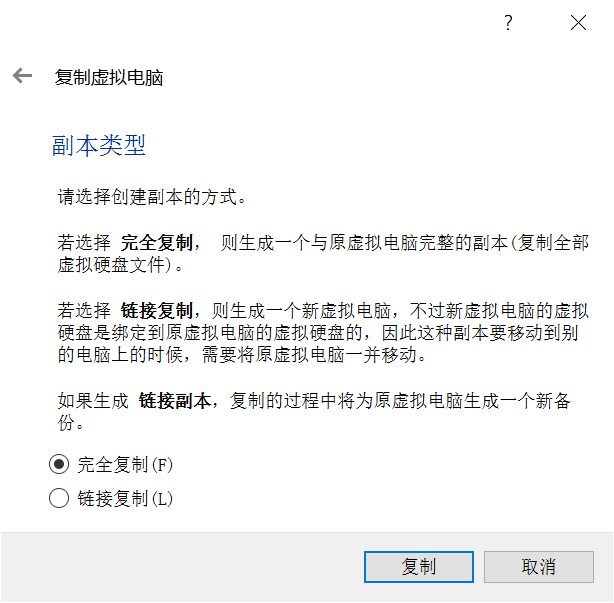 ?
复制虚拟电脑
副本类型
请选择创建副本的方式。
若选择 完全复制， 则生成一个与原虚拟电脑完整的副本(复制全部
虚拟硬盘文件)。
若选择 链接复制，则生成一个新虚拟电脑，不过新虚拟电脑的虚拟
硬盘是绑定到原虚拟电脑的虚拟硬盘的，因此这种副本要移动到别
的电脑上的时候，需要将原虚拟电脑一并移动。
如果生成 链接副本，复制的过程中将为原虚拟电脑生成一个新备
份。
完全复制(F)
链接复制(L)
复制
取消